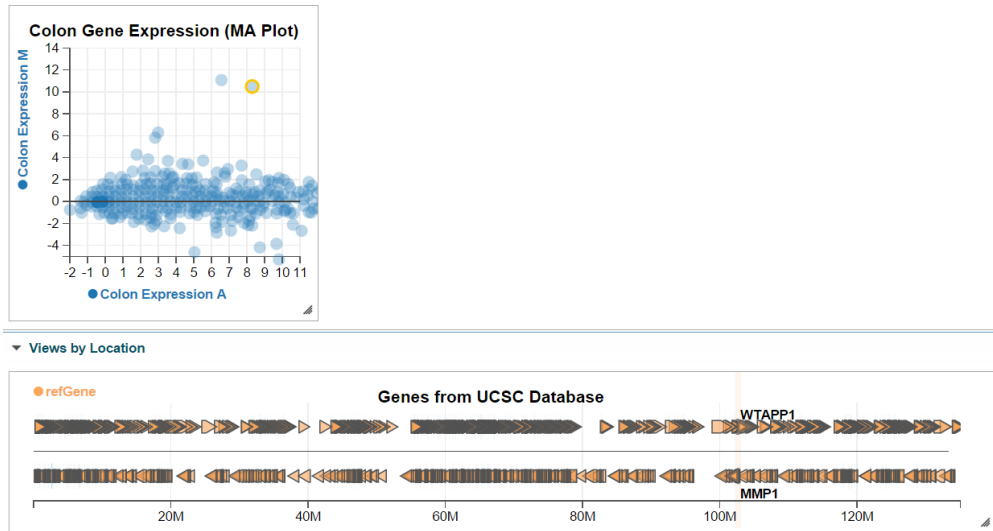 Colon Gene Expression (MA Plot)
Colon Expression M
14
12
10
8
6
4
2
0
-2
-4
-2 -1 0 1 2 3 4 5 6 7 8 9 10 11
Colon Expression A
Views by Location
refGene
Genes from UCSC Database
WTAPP1
MMP1
20M 40M 60M 80M 100M 120M